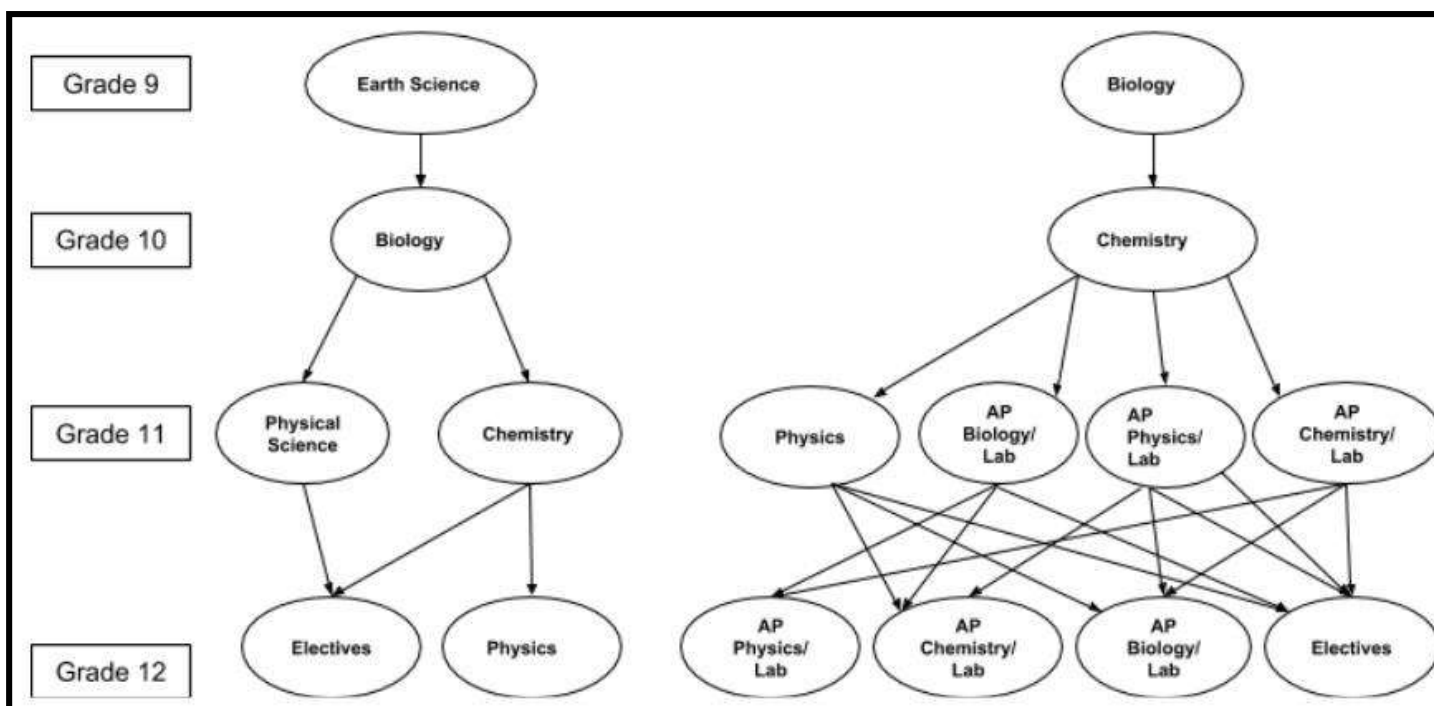 Grade 9
Earth Science
Biology
Grade 10
Biology
Chemistry
Grade 11
Physical
Science
Chemistry
Physics
AP
Biology/
Lab
AP
Physics/
Lab
AP
Chemistry/
Lab
Grade 12
Electives
Physics
AP
Physics/
Lab
AP
Chemistry/
Lab
AP
Biology/
Lab
Electives